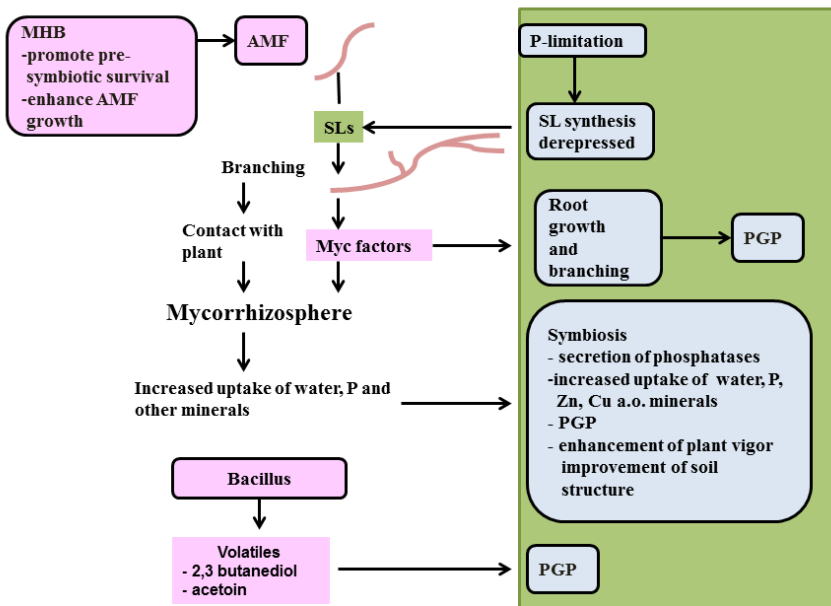 MHB
-promote pre-
symbiotic survival
-enhance AMF
growth
AMF
P-limitation
SLs
SL synthesis
derepressed
Branching
Contact with
plant
Myc factors
Root
growth
and
branching
PGP
Mycorrhizosphere
Increased uptake of water, P and
other minerals
Symbiosis
- secretion of phosphatases
-increased uptake of water, P,
Zn, Cu a.o. minerals
- PGP
- enhancement of plant vigor
improvement of soil
structure
Bacillus
Volatiles
- 2,3 butanediol
- acetoin
PGP